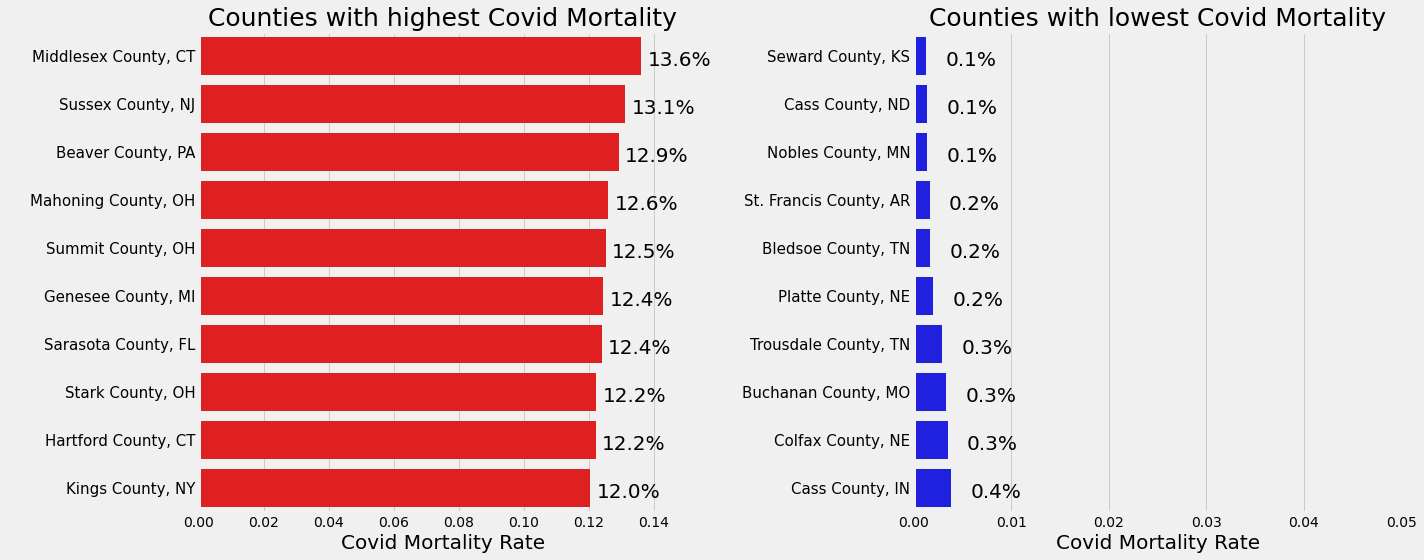 Counties with highest Covid Mortality
Middlesex County, CT 13.6%
Sussex County, NJ 13.1%
Beaver County, PA 12.9%
Mahoning County, OH 12.6%
Summit County, OH 12.5%
Genesee County, MI 12.4%
Sarasota County, FL 12.4%
Stark County, OH 12.2%
Hartford County, CT 12.2%
Kings County, NY 12.0%
0.00 0.02 0.04 0.06 0.08 0.10 0.12 0.14
Covid Mortality Rate
Counties with lowest Covid Mortality
Seward County, KS 0.1%
Cass County, ND 0.1%
Nobles County, MN 0.1%
St. Francis County, AR 0.2%
Bledsoe County, TN 0.2%
Platte County, NE 0.2%
Trousdale County, TN 0.3%
Buchanan County, MO 0.3%
Colfax County, NE 0.3%
Cass County, IN 0.4%
0.00 0.01 0.02 0.03 0.04 0.05
Covid Mortality Rate